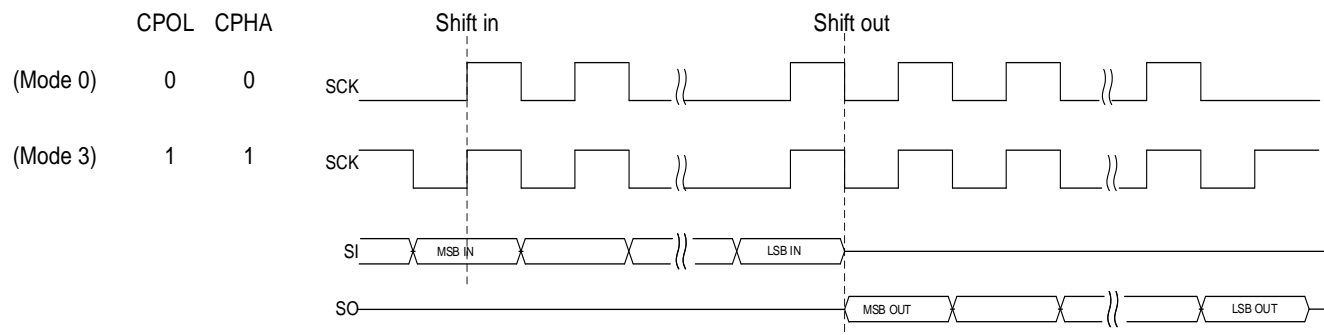 CPOL CPHA Shift in Shift out
(Mode 0) 0 0 SCK
(Mode 3) 1 1 SCK
SI MSB IN LSB IN
SO MSB OUT LSB OUT